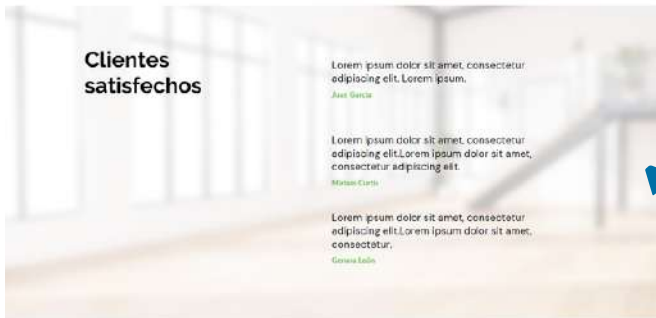 Clientes
satisfechos
Lorem ipsum dolor sit amet, consectetur
adipiscing elit. Lorem ipsum.
Juan García
Lorem ipsum dolor sit amet, consectetur
adipiscing elit.Lorem ipsum dolor sit amet,
consectetur adipiscing elit.
Lorem ipsum dolor sit amet, consectetur
adipiscing elit.Lorem ipsum dolor sit amet,
consectetur.
León